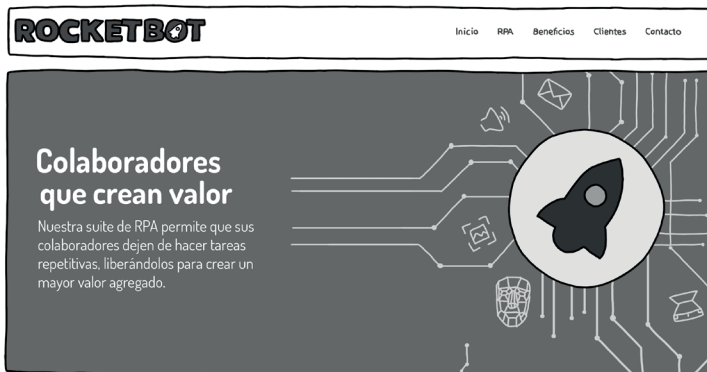 ROCKETBOT
Inicio RPA Beneficios Clientes Contacto
Colaboradores
que crean valor
Nuestra suite de RPA permite que sus
colaboradores dejen de hacer tareas
repetitivas, liberándolos para crear un
mayor valor agregado.